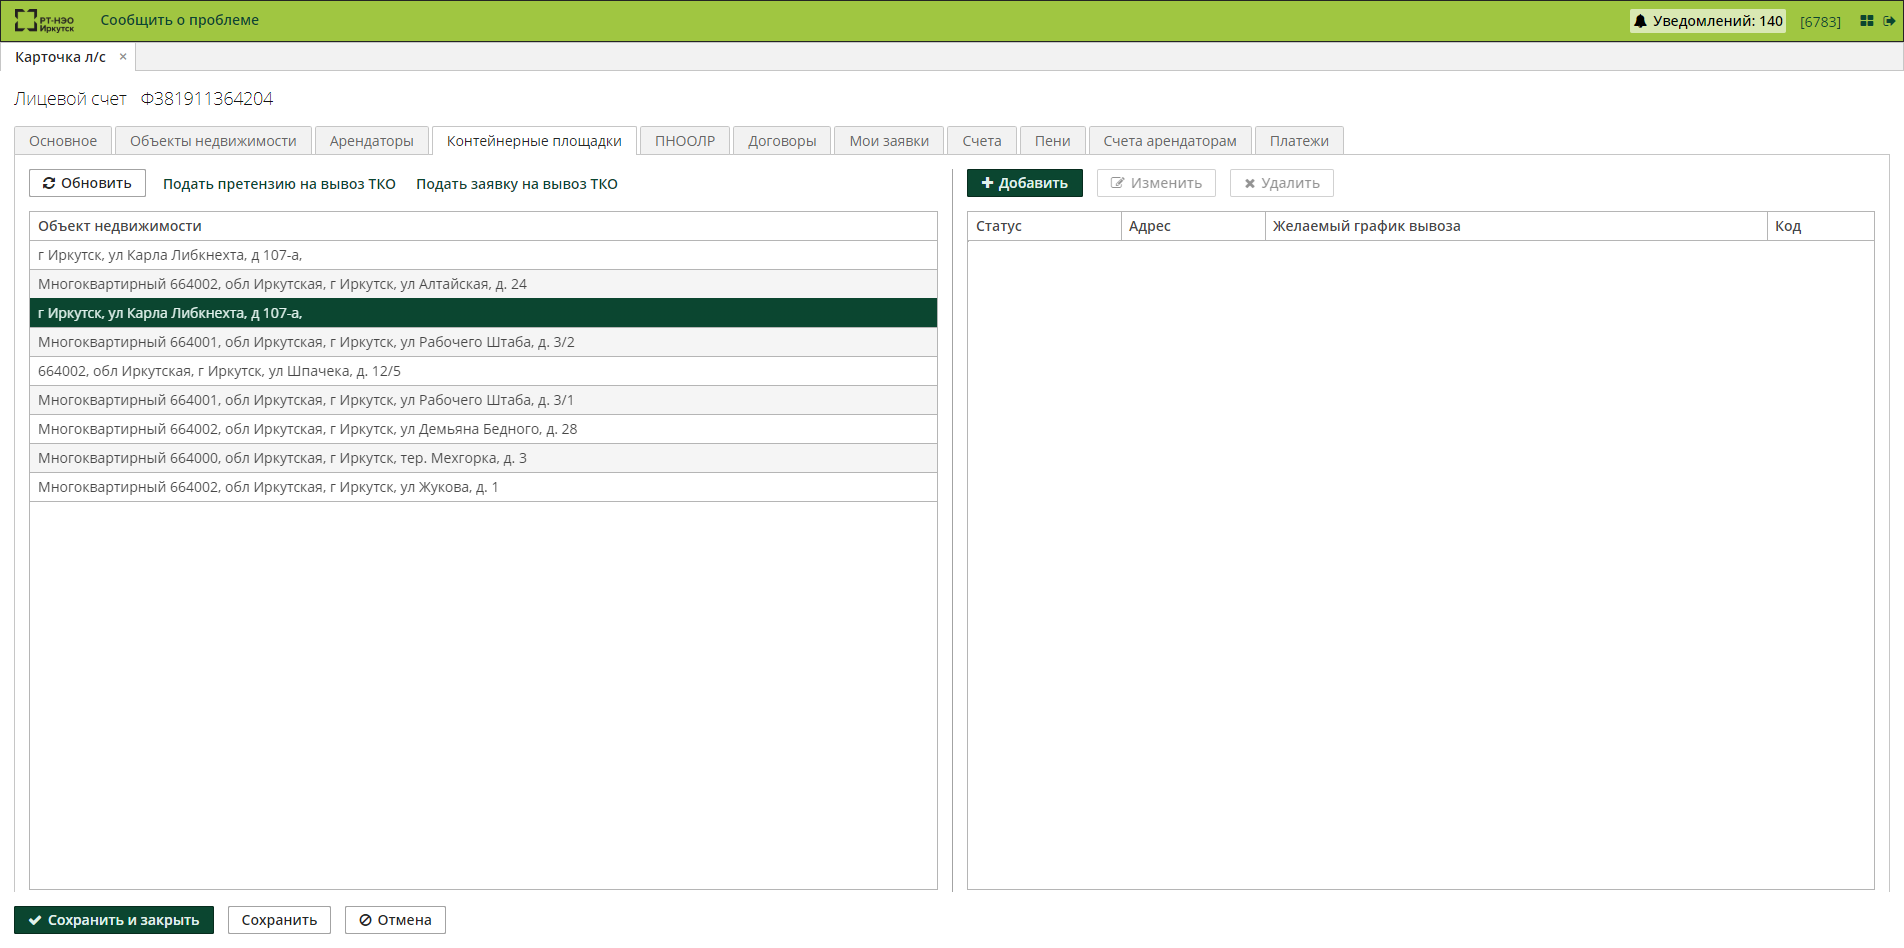 РТ-НЭО
Иркутск
Сообщить о проблеме
Уведомлений: 140
[6783]
Карточка л/с ×
Лицевой счет Ф381911364204
Основное Объекты недвижимости Арендаторы Контейнерные площадки ПНООЛР Договоры Мои заявки Счета Пени Счета арендаторам Платежи
Обновить Подать претензию на вывоз ТКО Подать заявку на вывоз ТКО
Добавить Изменить Удалить
Объект недвижимости
г Иркутск, ул Карла Либкнехта, д 107-а,
Многоквартирный 664002, обл Иркутская, г Иркутск, ул Алтайская, д. 24
г Иркутск, ул Карла Либкнехта, д 107-а,
Многоквартирный 664001, обл Иркутская, г Иркутск, ул Рабочего Штаба, д. 3/2
664002, обл Иркутская, г Иркутск, ул Шпачека, д. 12/5
Многоквартирный 664001, обл Иркутская, г Иркутск, ул Рабочего Штаба, д. 3/1
Многоквартирный 664002, обл Иркутская, г Иркутск, ул Демьяна Бедного, д. 28
Многоквартирный 664000, обл Иркутская, г Иркутск, тер. Мехгорка, д. 3
Многоквартирный 664002, обл Иркутская, г Иркутск, ул Жукова, д. 1
Статус Адрес Желаемый график вывоза Код
Сохранить и закрыть Сохранить Отмена